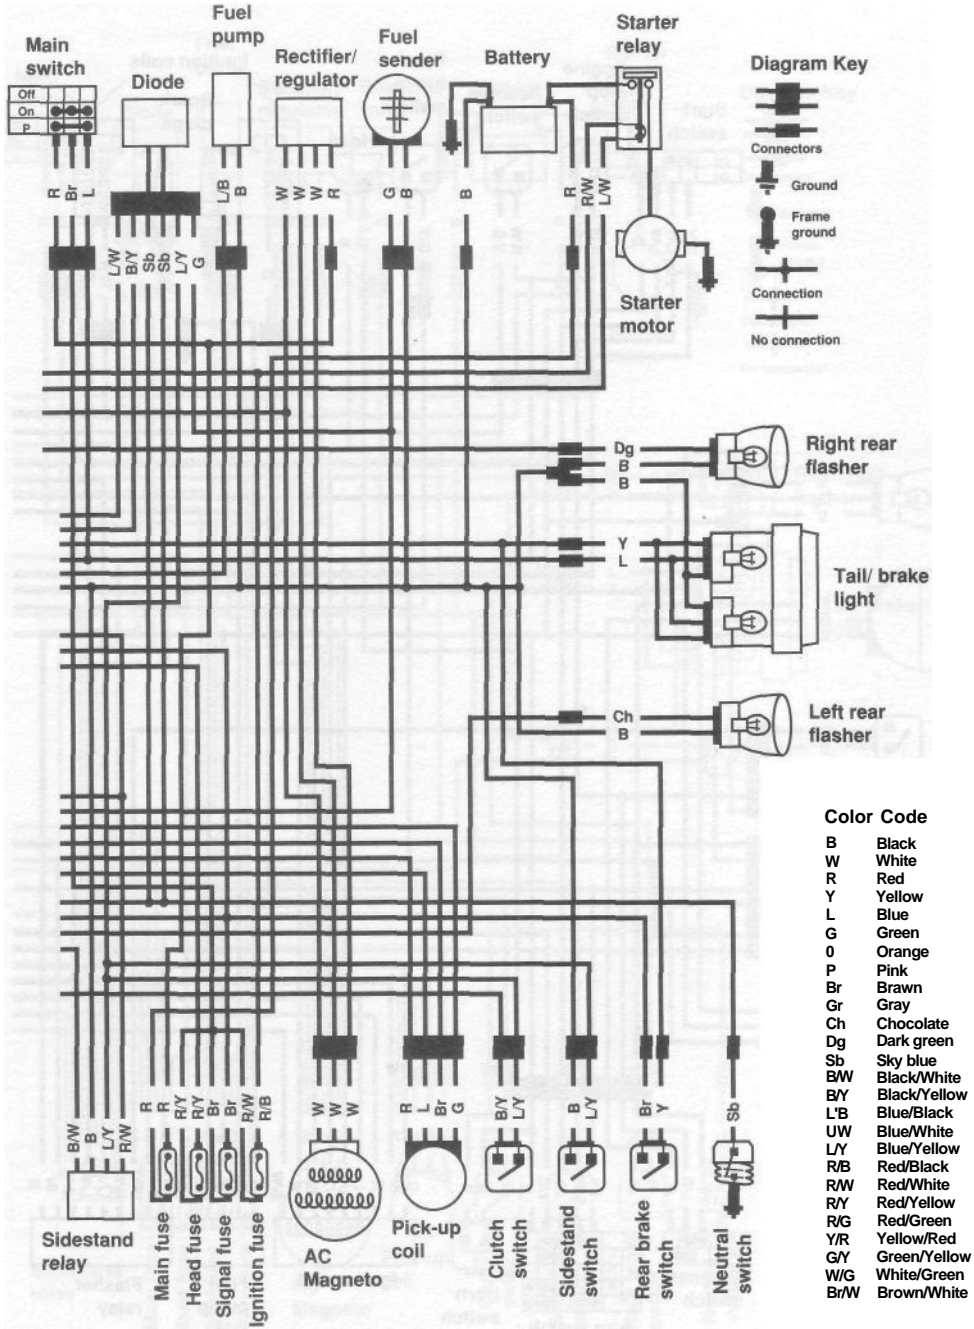 Main
switch
Off
On
P
Diode
Fuel
pump
Rectifier/
regulator
Fuel
sender
Battery
Starter
relay
Diagram Key
Connectors
Ground
Frame
ground
Connection
No connection
R
Br
L
L/B
B
W
W
W
R
G
B
B
R
R/W
L/W
L/W
B/Y
Sb
Sb
L/Y
G
Starter
motor
Dg
B
B
Right rear
flasher
Y
L
Tail/ brake
light
Ch
B
Left rear
flasher
Color Code
B Black
W White
R Red
Y Yellow
L Blue
G Green
0 Orange
P Pink
Br Brawn
Gr Gray
Ch Chocolate
Dg Dark green
Sb Sky blue
B/W Black/White
B/Y Black/Yellow
L'B Blue/Black
UW Blue/White
L/Y Blue/Yellow
R/B Red/Black
R/W Red/White
R/Y Red/Yellow
R/G Red/Green
Y/R Yellow/Red
G/Y Green/Yellow
W/G White/Green
Br/W Brown/White
B/W
B
L/Y
R/W
R
R
R/Y
R/Y
Br
Br
R/W
R/B
W
W
W
R
L
Br
G
B/Y
L/Y
B
L/Y
Br
Y
Sb
Sidestand
relay
Main fuse
Head fuse
Signal fuse
Ignition fuse
AC
Magneto
Pick-up
coil
Clutch
switch
Sidestand
switch
Rear brake
switch
Neutral
switch